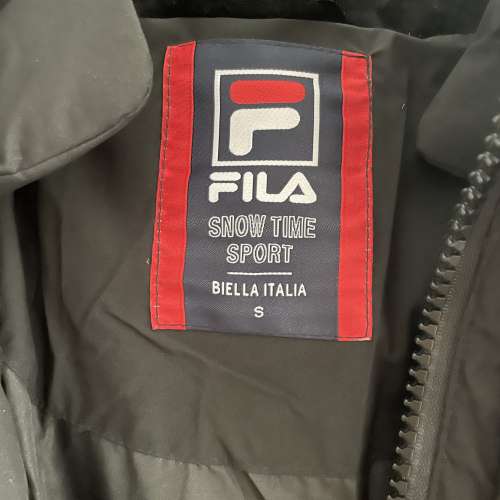 FILA
SNOW TIME
SPORT
BIELLA ITALIA
S